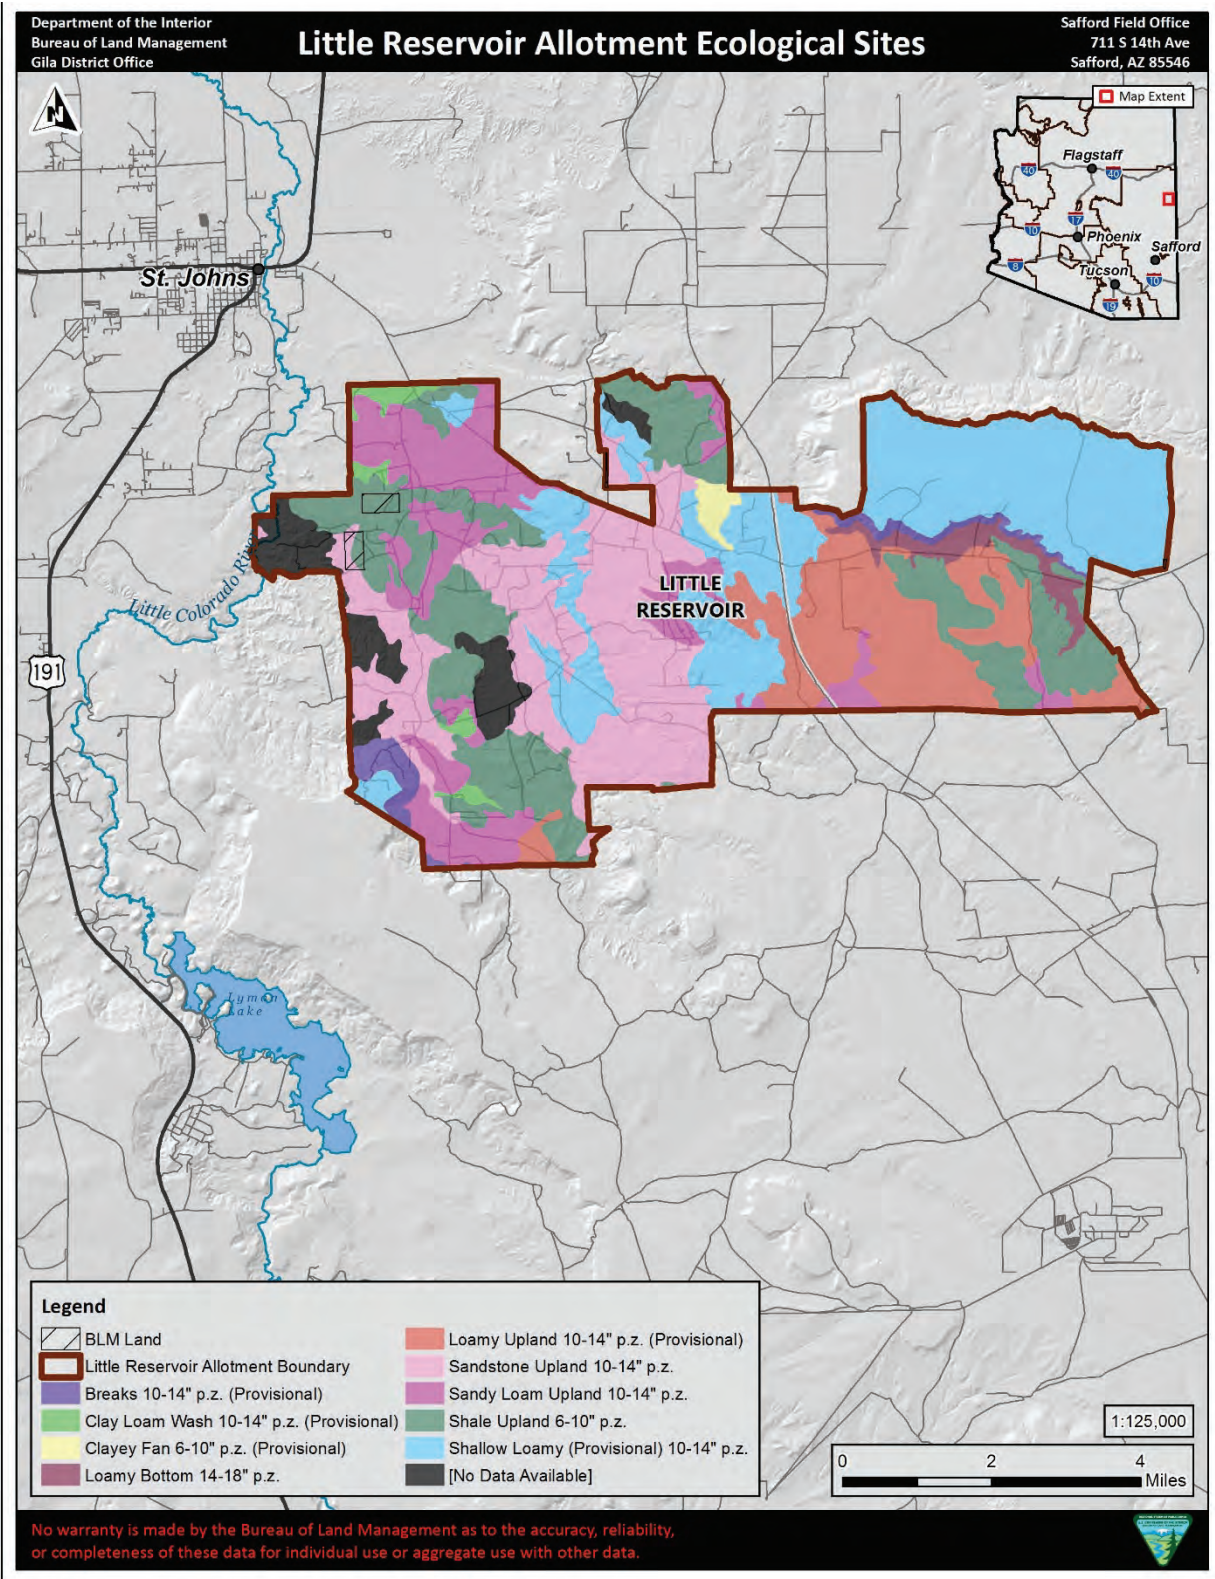 Department of the Interior
Bureau of Land Management
Gila District Office
Little Reservoir Allotment Ecological Sites
Safford Field Office
711 S 14th Ave
Safford, AZ 85546
N
Map Extent
Flagstaff
40
40
17
10
Phoenix
Safford
8
Tucson
10
19
St. Johns
Little Colorado River
LITTLE
RESERVOIR
191
Lyman
Lake
Legend
BLM Land
Little Reservoir Allotment Boundary
Breaks 10-14" p.z. (Provisional)
Clay Loam Wash 10-14" p.z. (Provisional)
Clayey Fan 6-10" p.z. (Provisional)
Loamy Bottom 14-18" p.z.
Loamy Upland 10-14" p.z. (Provisional)
Sandstone Upland 10-14" p.z.
Sandy Loam Upland 10-14" p.z.
Shale Upland 6-10" p.z.
Shallow Loamy (Provisional) 10-14" p.z.
[No Data Available]
1:125,000
0 2 4
Miles
No warranty is made by the Bureau of Land Management as to the accuracy, reliability,
or completeness of these data for individual use or aggregate use with other data.